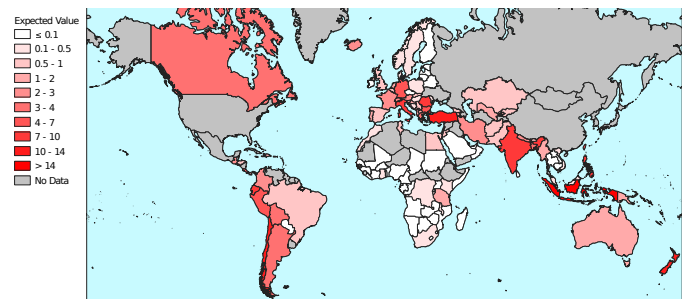 Expected Value
≤ 0.1
0.1 - 0.5
0.5 - 1
1 - 2
2 - 3
3 - 4
4 - 7
7 - 10
10 - 14
> 14
No Data